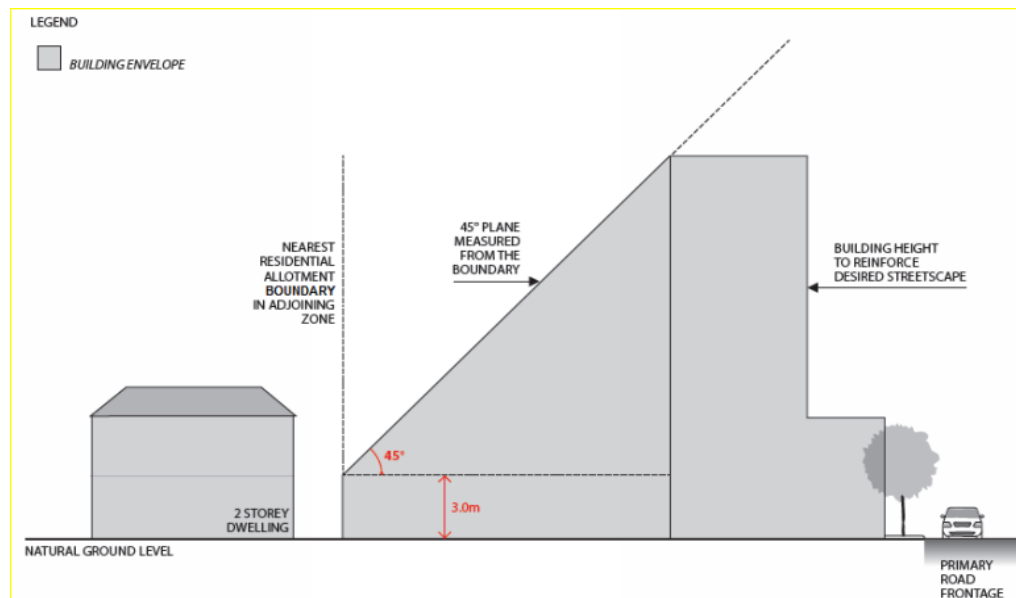 LEGEND
BUILDING ENVELOPE
NEAREST
RESIDENTIAL
ALLOTMENT
BOUNDARY
IN ADJOINING
ZONE
45° PLANE
MEASURED
FROM THE
BOUNDARY
BUILDING HEIGHT
TO REINFORCE
DESIRED STREETSCAPE
45°
3.0m
2 STOREY
DWELLING
NATURAL GROUND LEVEL
PRIMARY
ROAD
FRONTAGE